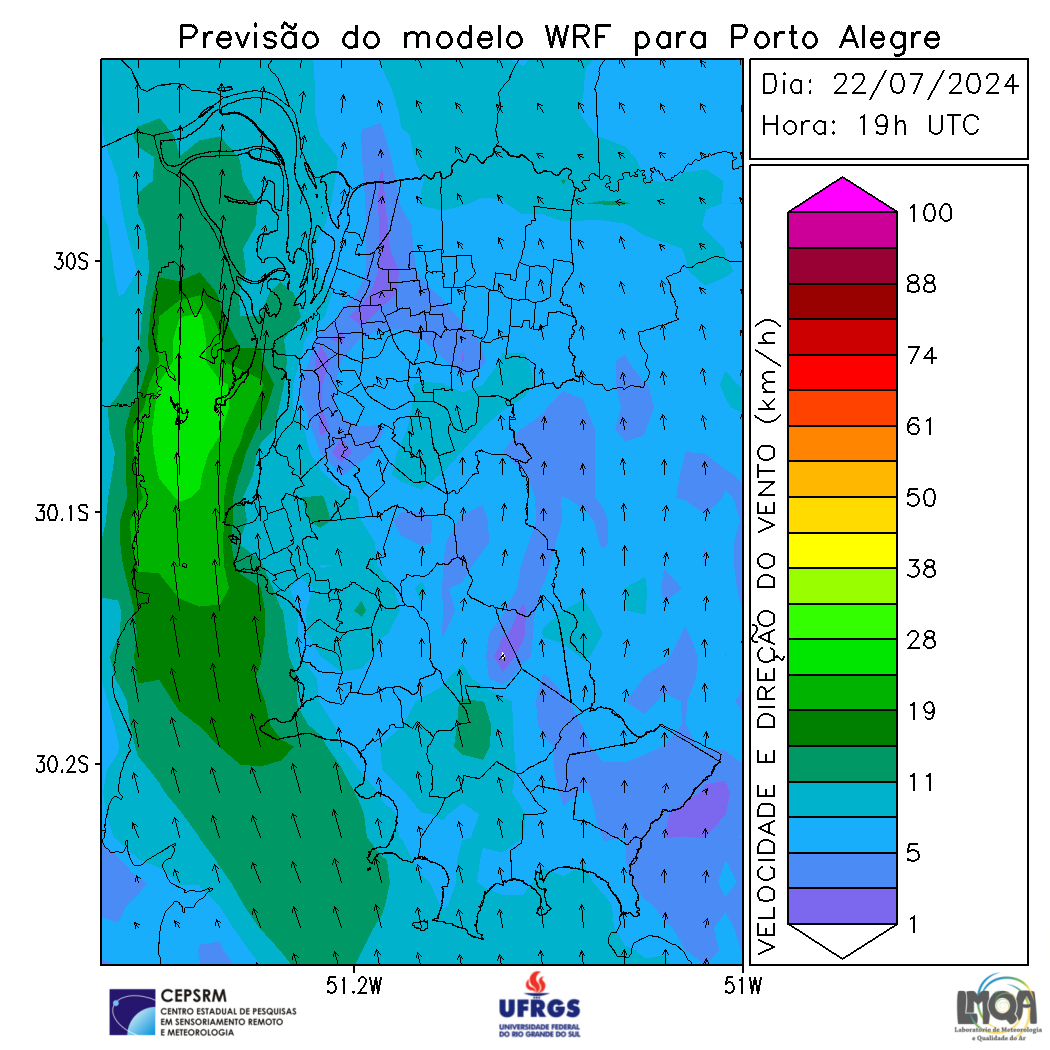 Previsão do modelo WRF para Porto Alegre
Dia: 22/07/2024
Hora: 19h UTC
30S
30.1S
30.2S
51.2W
51W
VELOCIDADE E DIREÇÃO DO VENTO (km/h)
100
88
74
61
50
38
28
19
11
5
1
CEPSRM
CENTRO ESTADUAL DE PESQUISAS
EM SENSORIAMENTO REMOTO
E METEOROLOGIA
UFRGS
UNIVERSIDADE FEDERAL
DO RIO GRANDE DO SUL
LMQA
Laboratório de Meteorologia
e Qualidade do Ar